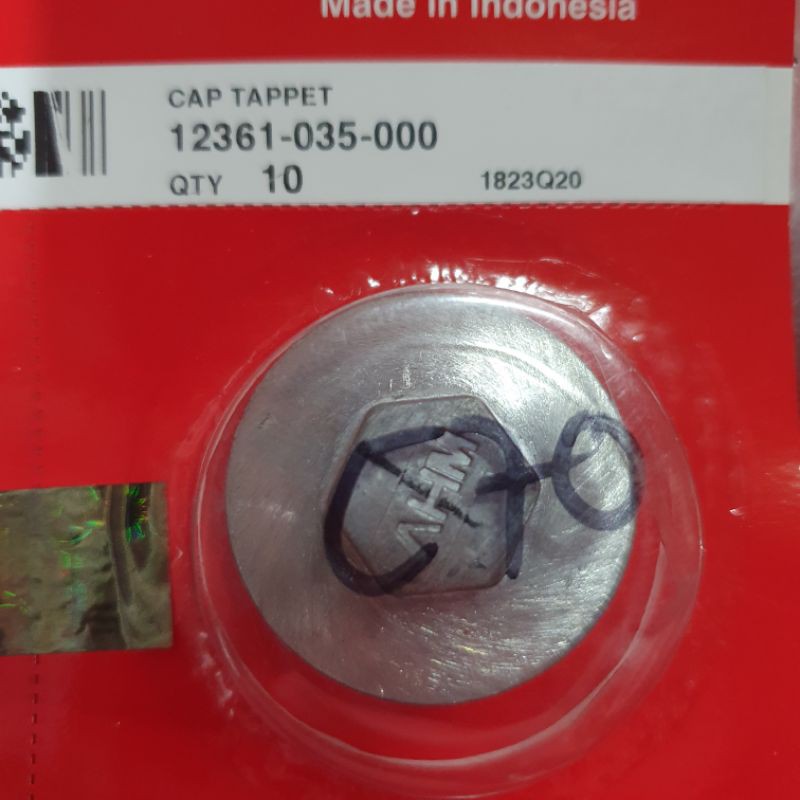 Made in Indonesia
CAP TAPPET
12361-035-000
QTY 10
1823Q20
AHM
C70